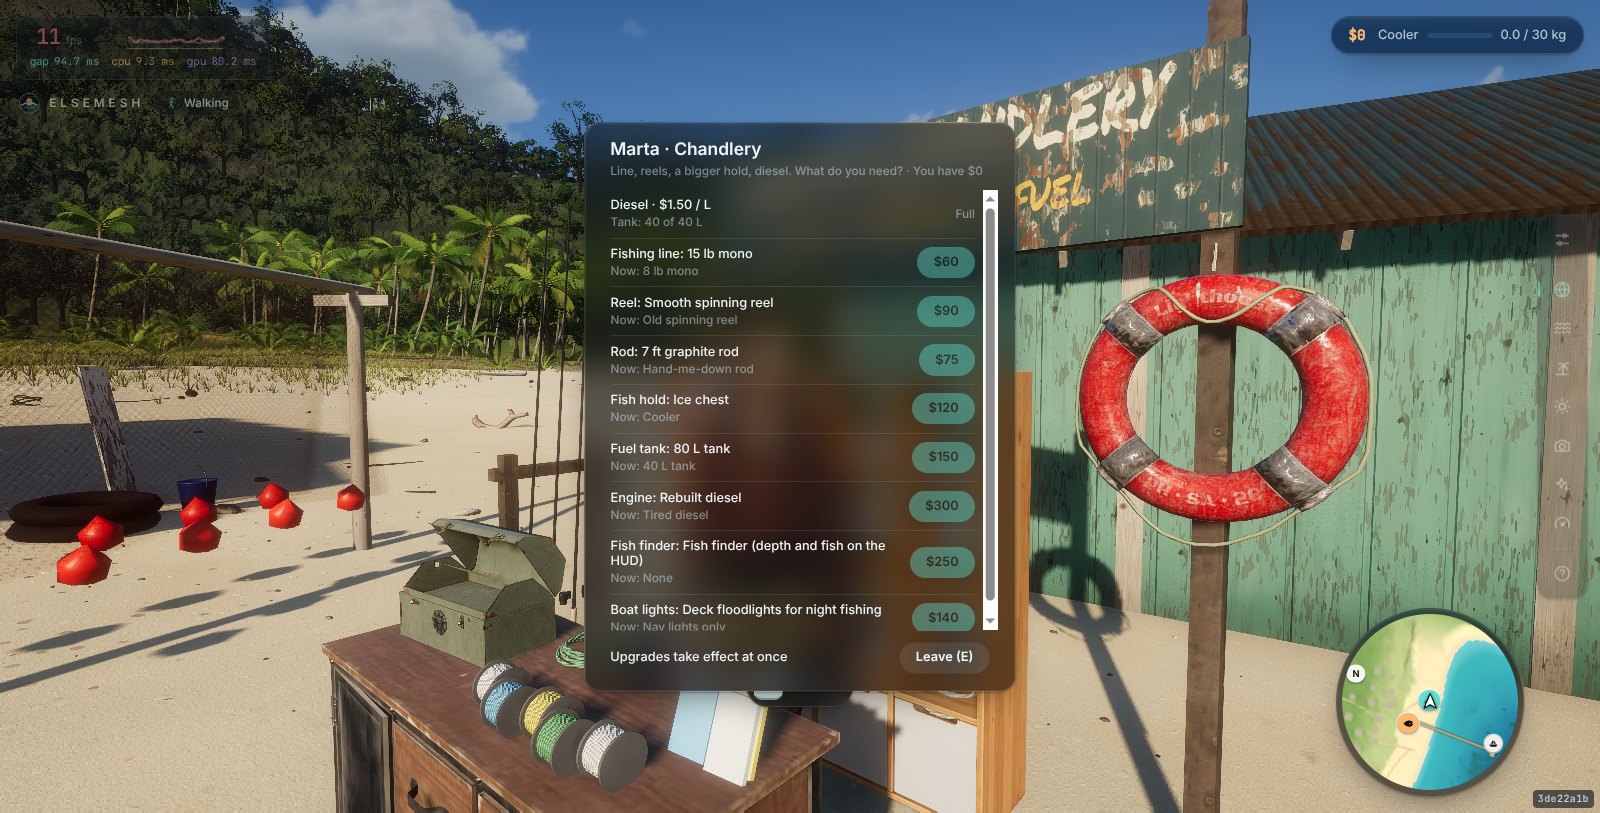 11 fps
gap 94.7 ms cpu 9.3 ms gpu 80.2 ms
ELSEMESH Walking
$0 Cooler 0.0 / 30 kg
FUEL
Marta · Chandlery
Line, reels, a bigger hold, diesel. What do you need? · You have $0
Diesel · $1.50 / L
Tank: 40 of 40 L
Full
Fishing line: 15 lb mono
Now: 8 lb mono
$60
Reel: Smooth spinning reel
Now: Old spinning reel
$90
Rod: 7 ft graphite rod
Now: Hand-me-down rod
$75
Fish hold: Ice chest
Now: Cooler
$120
Fuel tank: 80 L tank
Now: 40 L tank
$150
Engine: Rebuilt diesel
Now: Tired diesel
$300
Fish finder: Fish finder (depth and fish on the
HUD)
Now: None
$250
Boat lights: Deck floodlights for night fishing
Now: Nav lights only
$140
Upgrades take effect at once
Leave (E)
N
3de22a1b